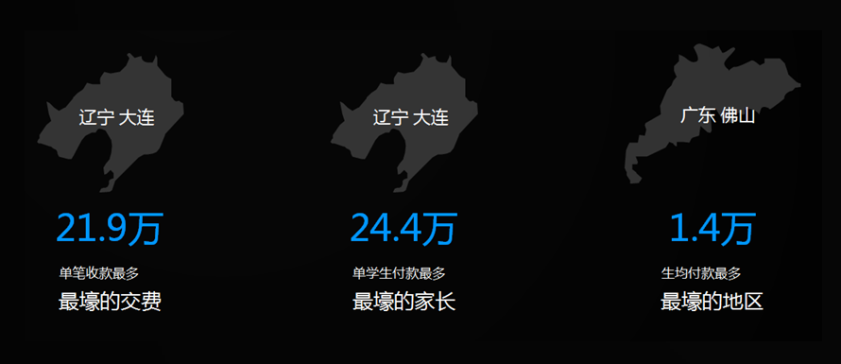 辽宁 大连
21.9万
单笔收款最多
最壕的交费
辽宁 大连
24.4万
单学生付款最多
最壕的家长
广东 佛山
1.4万
生均付款最多
最壕的地区